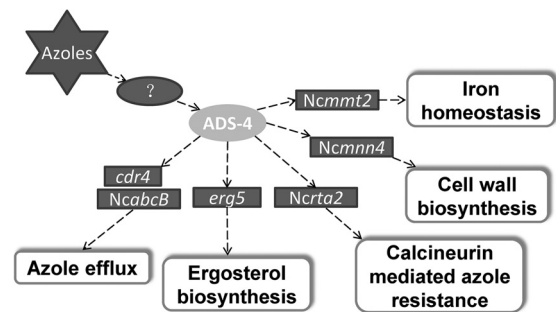 Azoles
?
ADS-4
Ncmmt2
Iron
homeostasis
Ncmnn4
Cell wall
biosynthesis
cdr4
NcabcB
erg5
Ncrta2
Azole efflux
Ergosterol
biosynthesis
Calcineurin
mediated azole
resistance